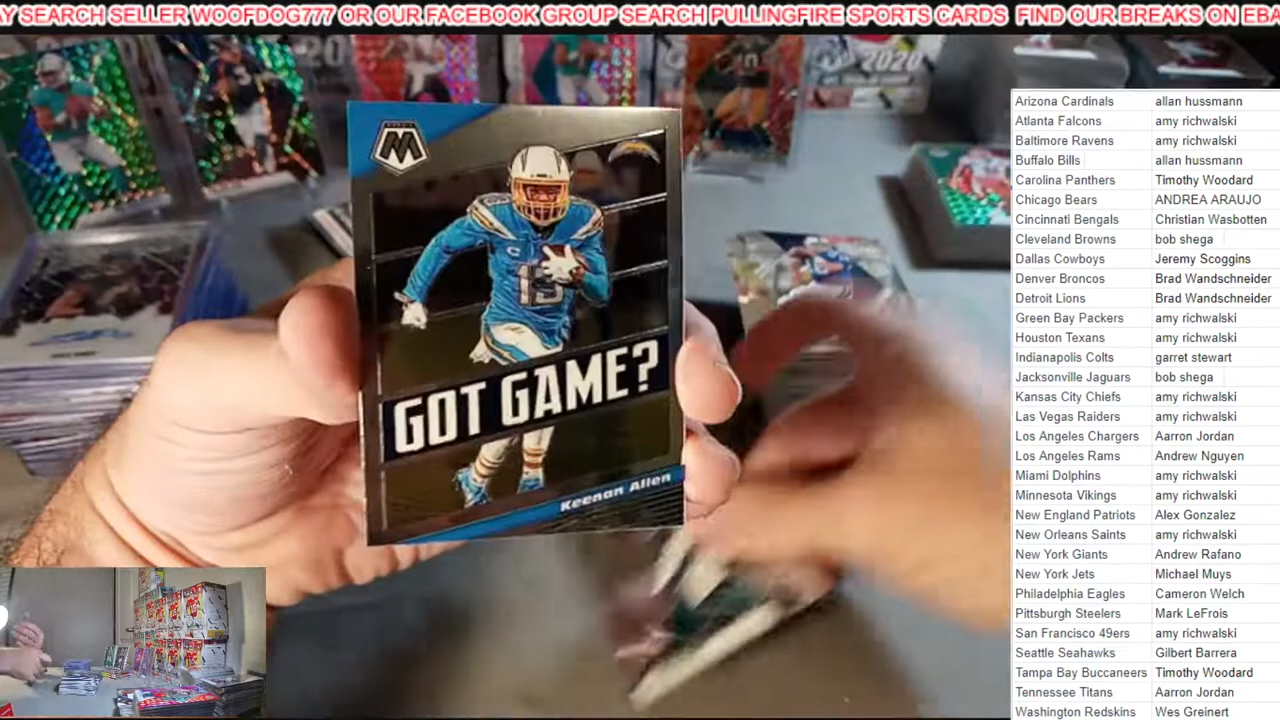 AY SEARCH SELLER WOOFDOG777 OR OUR FACEBOOK GROUP SEARCH PULLINGFIRE SPORTS CARDS FIND OUR BREAKS ON EBA
2020
13
GOT GAME?
Keenan Allen
Arizona Cardinals allan hussmann
Atlanta Falcons amy richwalski
Baltimore Ravens amy richwalski
Buffalo Bills allan hussmann
Carolina Panthers Timothy Woodard
Chicago Bears ANDREA ARAUJO
Cincinnati Bengals Christian Wasbotten
Cleveland Browns bob shega
Dallas Cowboys Jeremy Scoggins
Denver Broncos Brad Wandschneider
Detroit Lions Brad Wandschneider
Green Bay Packers amy richwalski
Houston Texans amy richwalski
Indianapolis Colts garret stewart
Jacksonville Jaguars bob shega
Kansas City Chiefs amy richwalski
Las Vegas Raiders amy richwalski
Los Angeles Chargers Aarron Jordan
Los Angeles Rams Andrew Nguyen
Miami Dolphins amy richwalski
Minnesota Vikings amy richwalski
New England Patriots Alex Gonzalez
New Orleans Saints amy richwalski
New York Giants Andrew Rafano
New York Jets Michael Muys
Philadelphia Eagles Cameron Welch
Pittsburgh Steelers Mark LeFrois
San Francisco 49ers amy richwalski
Seattle Seahawks Gilbert Barrera
Tampa Bay Buccaneers Timothy Woodard
Tennessee Titans Aarron Jordan
Washington Redskins Wes Greinert